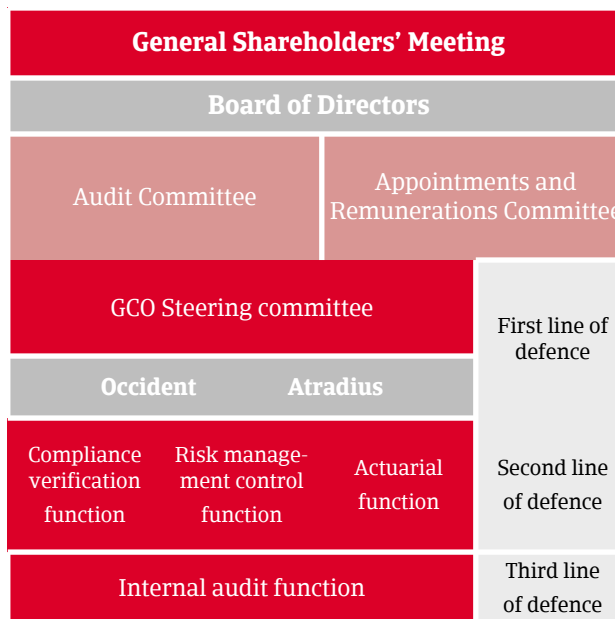 General Shareholders’ Meeting
Board of Directors
Audit Committee
Appointments and
Remunerations Committee
GCO Steering committee
First line of
defence
Occident Atradius
Compliance
verification
function
Risk manage-
ment control
function
Actuarial
function
Second line
of defence
Internal audit function
Third line
of defence